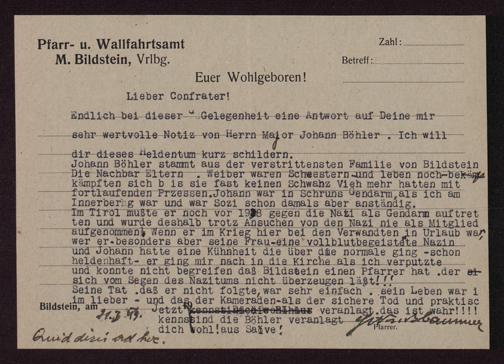 Pfarr- u. Wallfahrtsamt
M. Bildstein, Vrlbg.
Zahl:
Betreff:
Euer Wohlgeboren!
Lieber Confrater!
Endlich bei dieser Gelegenheit eine Antwort auf Deine mir
sehr wertvolle Notiz von Herrn Major Johann Böhler . Ich will
dir dieses Heldentum kurz schildern.
Johann Böhler stammt aus der verstrittensten Familie von Bildstein
Die Nachbar Eltern . Weiber waren Schwestern und leben noch-
kämpften sich b is sie fast keinen Schwanz Vieh mehr hatten mit
fortlaufenden Przessen.Johann war in Schruns Gendarm,als ich am
Innerberg war und war Sozi schon damals aber anständig.
Im Tirol mußte er noch vor 1938 gegen die Nazi als Gendarm auftret
ten und wurde deshalb trotz Ansuchen von den Nazi nie als Mitglied
aufgenommen. Wenn er im Krieg hier bei den Verwandten in Urlaub war,
wer er besonders aber seine Frau-eine vollblutbegeistete Nazin
und Johann hatte eine Kühnheit die über die normale ging -schon
heldenhaft- er ging mir nach in die Kirche als ich verputzte
und konnte nicht begreifen daß Bildstein einen Pfarrer hat .der
sich vom Segen des Nazitums nicht überzeugen läßt!!!
Seine Tat ,daß er nicht folgte,war sehr einfach , sein Leben war i
im lieber - und das der Kameraden-als der sichere Tod und praktisc
Bildstein, am 21.3.49. Jetzt veranlagt das ist wahr!!!!
kennst ind die Böhler veranlagt
dich wohl!aus Salve!
Pfarrer.